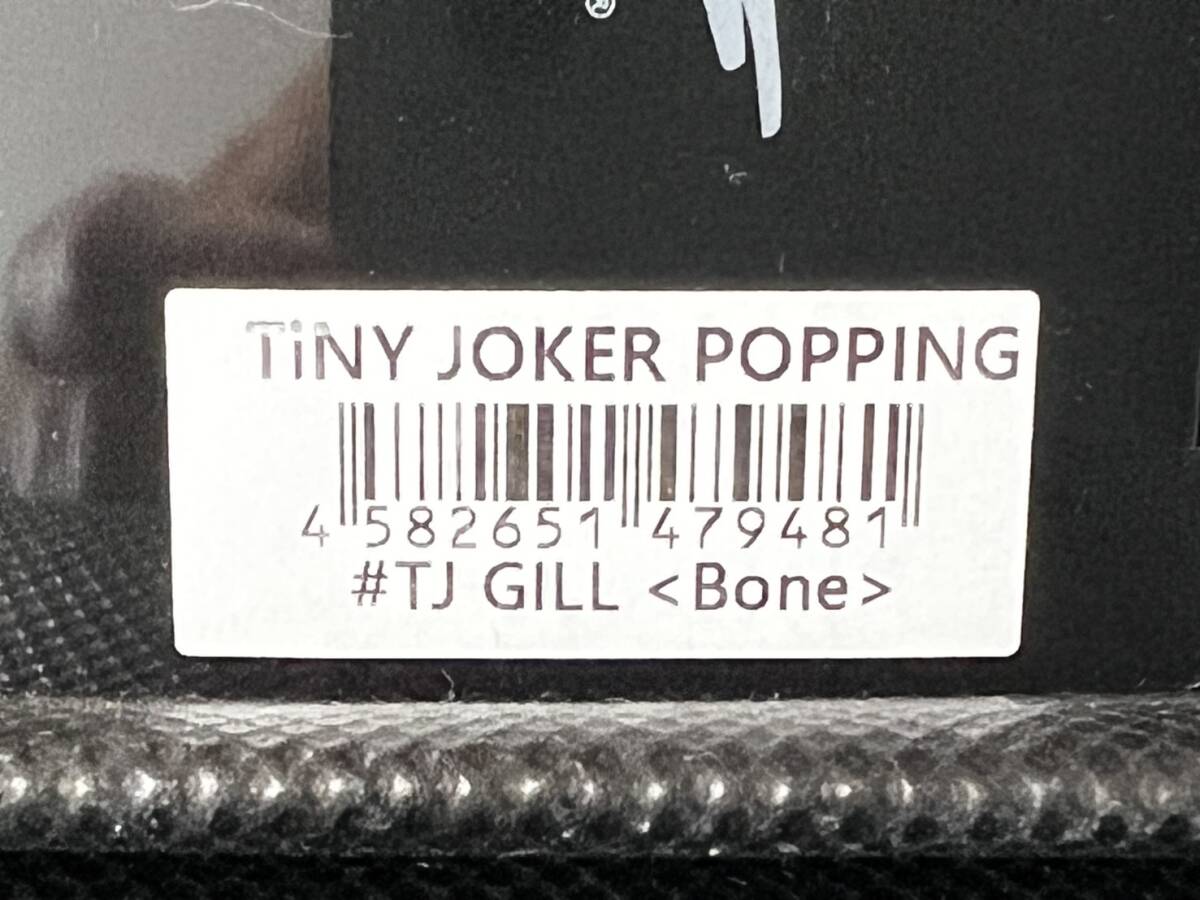 ®
TiNY JOKER POPPING
4 582651 479481
#TJ GILL <Bone>